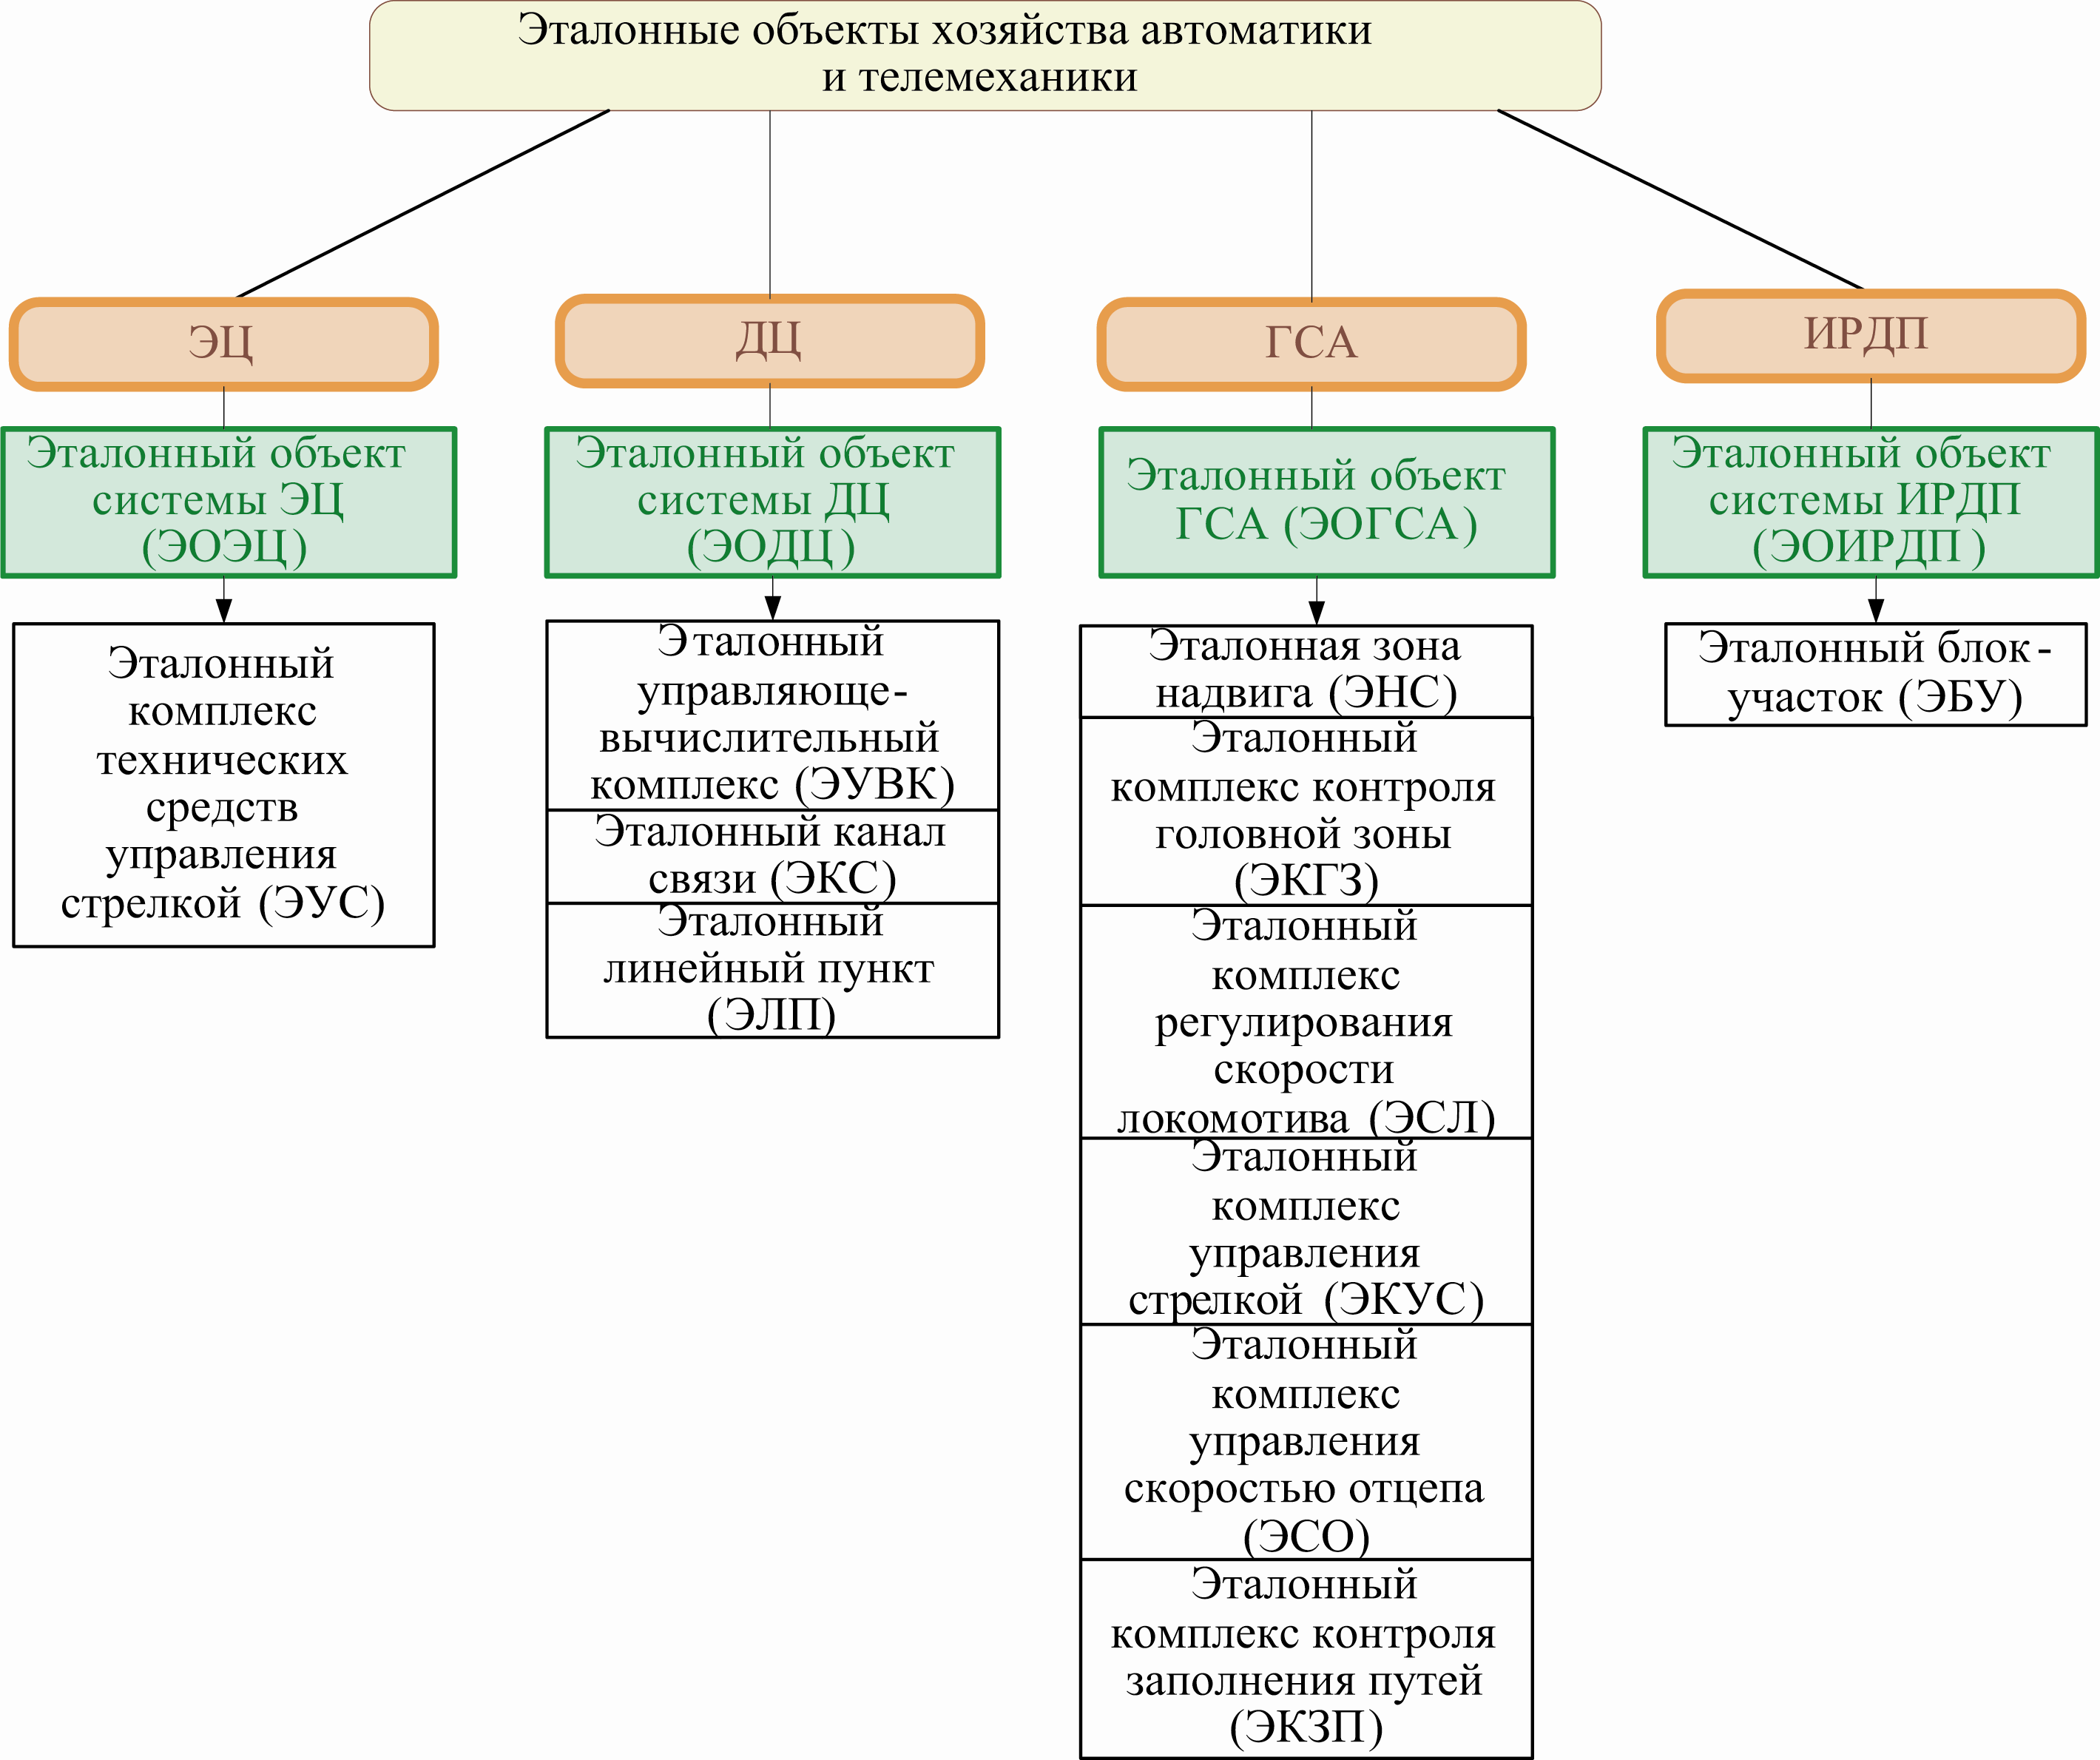 Эталонные объекты хозяйства автоматики
и телемеханики
ЭЦ
Эталонный объект
системы ЭЦ
(ЭОЭЦ)
Эталонный
комплекс
технических
средств
управления
стрелкой (ЭУС)
ДЦ
Эталонный объект
системы ДЦ
(ЭОДЦ)
Эталонный
управляюще-
вычислительный
комплекс (ЭУВК)
Эталонный канал
связи (ЭКС)
Эталонный
линейный пункт
(ЭЛП)
ГСА
Эталонный объект
ГСА (ЭОГСА)
Эталонная зона
надвига (ЭНС)
Эталонный
комплекс контроля
головной зоны
(ЭКГЗ)
Эталонный
комплекс
регулирования
скорости
локомотива (ЭСЛ)
Эталонный
комплекс
управления
стрелкой (ЭКУС)
Эталонный
комплекс
управления
скоростью отцепа
(ЭСО)
Эталонный
комплекс контроля
заполнения путей
(ЭКЗП)
ИРДП
Эталонный объект
системы ИРДП
(ЭОИРДП)
Эталонный блок-
участок (ЭБУ)